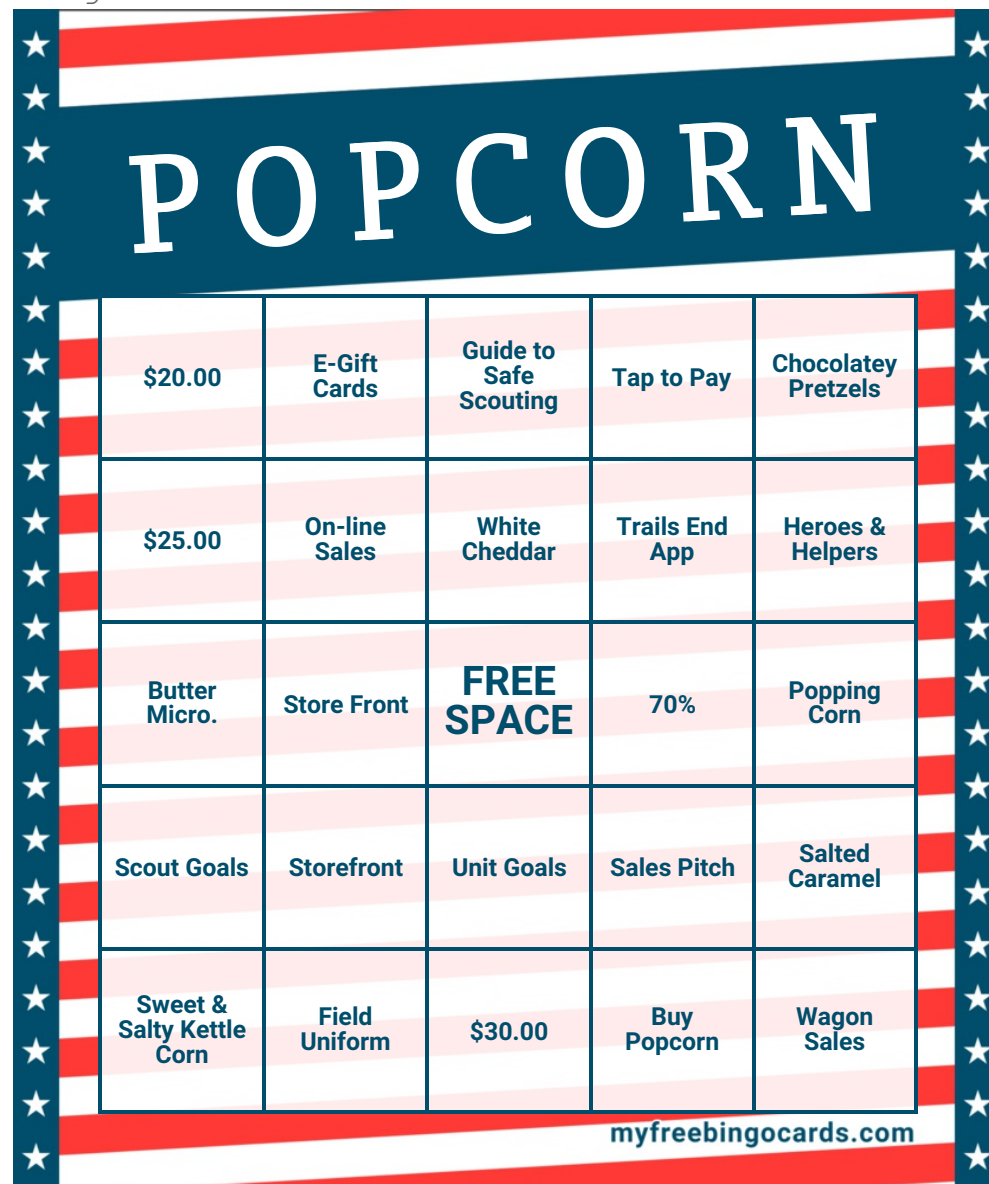 POPCORN
$20.00
E-Gift
Cards
Guide to
Safe
Scouting
Tap to Pay
Chocolatey
Pretzels
$25.00
On-line
Sales
White
Cheddar
Trails End
App
Heroes &
Helpers
Butter
Micro.
Store Front
FREE
SPACE
70%
Popping
Corn
Scout Goals
Storefront
Unit Goals
Sales Pitch
Salted
Caramel
Sweet &
Salty Kettle
Corn
Field
Uniform
$30.00
Buy
Popcorn
Wagon
Sales
myfreebingocards.com